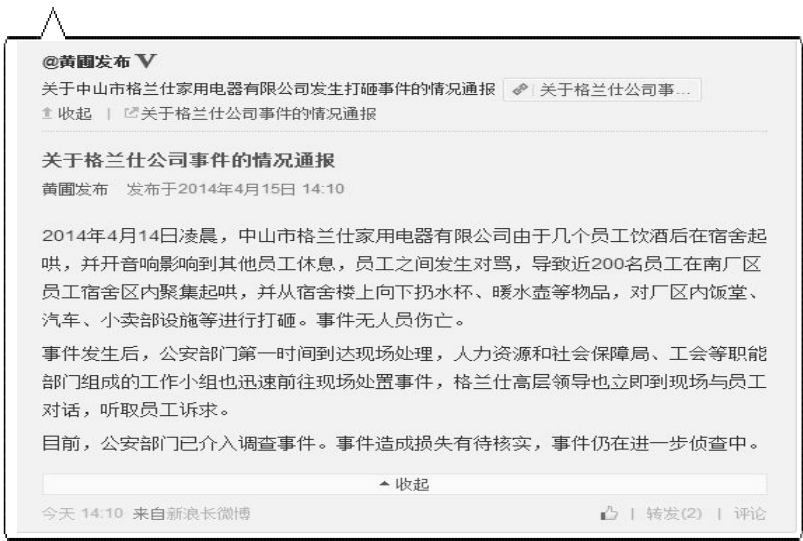 @黄圃发布 V
关于中山市格兰仕家用电器有限公司发生打砸事件的情况通报 关于格兰仕公司事...
收起 | 关于格兰仕公司事件的情况通报
关于格兰仕公司事件的情况通报
黄圃发布 发布于2014年4月15日 14:10
2014年4月14日凌晨，中山市格兰仕家用电器有限公司由于几个员工饮酒后在宿舍起
哄，并开音响影响到其他员工休息，员工之间发生对骂，导致近200名员工在南厂区
员工宿舍区内聚集起哄，并从宿舍楼上向下扔水杯、暖水壶等物品，对厂区内饭堂、
汽车、小卖部设施等进行打砸。事件无人员伤亡。
事件发生后，公安部门第一时间到达现场处理，人力资源和社会保障局、工会等职能
部门组成的工作小组也迅速前往现场处置事件，格兰仕高层领导也立即到现场与员工
对话，听取员工诉求。
目前，公安部门已介入调查事件。事件造成损失有待核实，事件仍在进一步侦查中。
收起
今天 14:10 来自新浪长微博 | 转发(2) | 评论